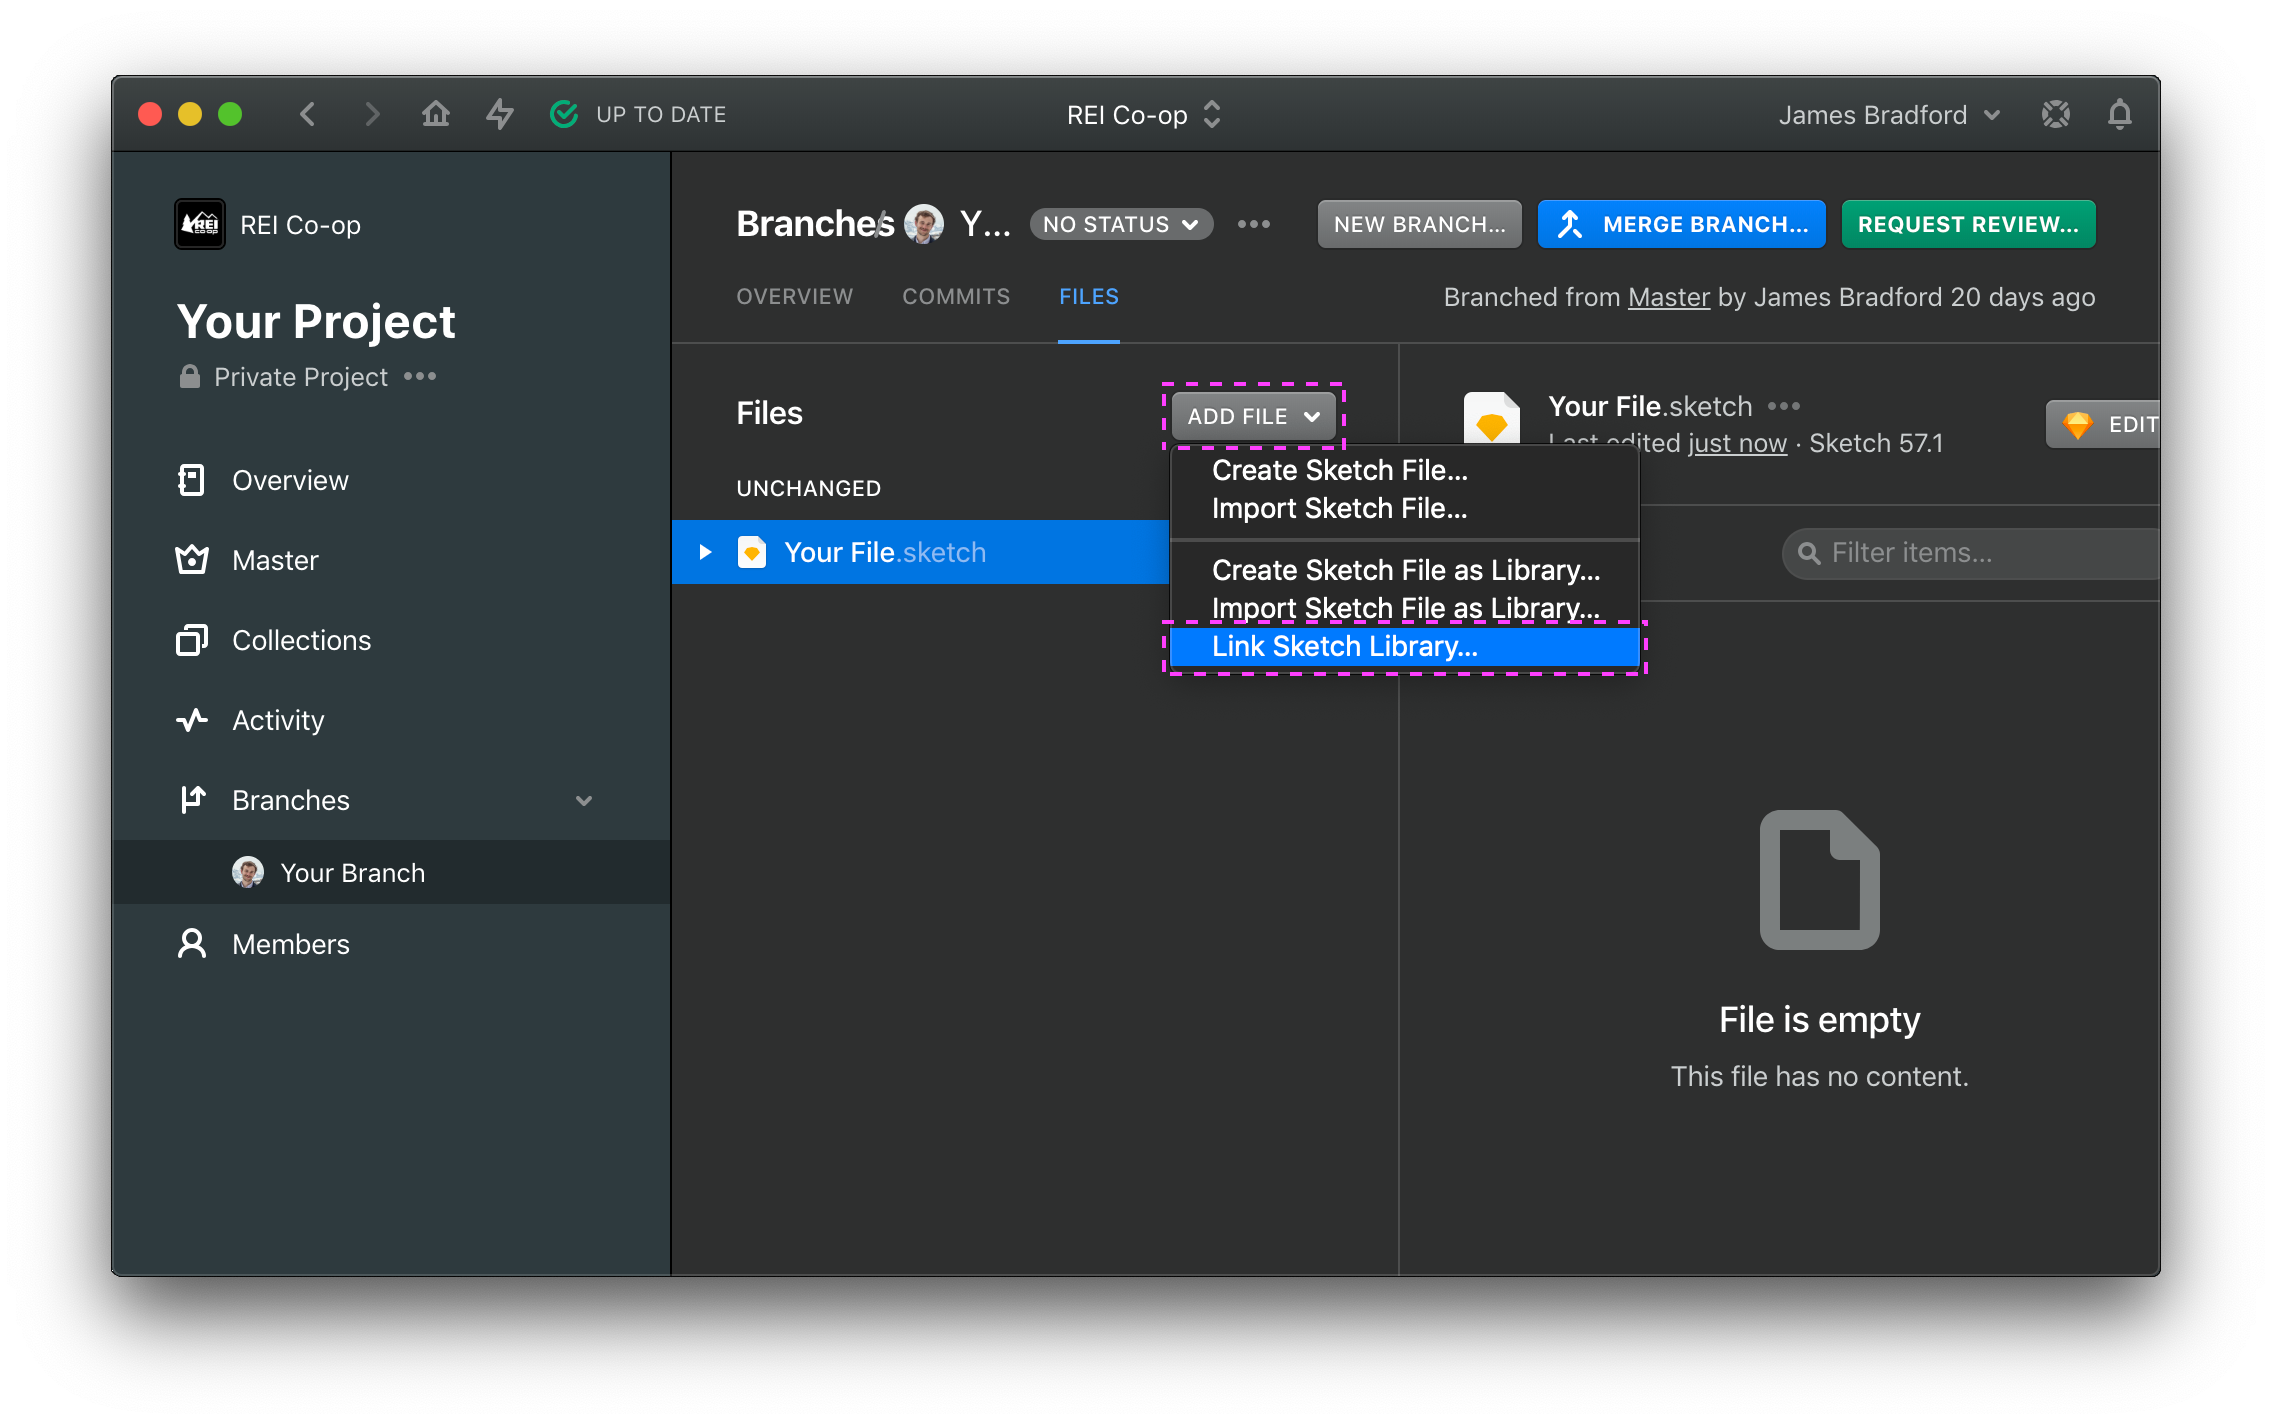 UP TO DATE
REI Co-op
James Bradford
REI CO-OP
REI Co-op
Your Project
Private Project
Overview
Master
Collections
Activity
Branches
Your Branch
Members
Branches / Y...
NO STATUS
NEW BRANCH...
MERGE BRANCH...
REQUEST REVIEW...
OVERVIEW
COMMITS
FILES
Branched from Master by James Bradford 20 days ago
Files
ADD FILE
UNCHANGED
Your File.sketch
Create Sketch File...
Import Sketch File...
Create Sketch File as Library...
Import Sketch File as Library...
Link Sketch Library...
Your File.sketch
Last edited just now · Sketch 57.1
EDIT
Filter items...
File is empty
This file has no content.